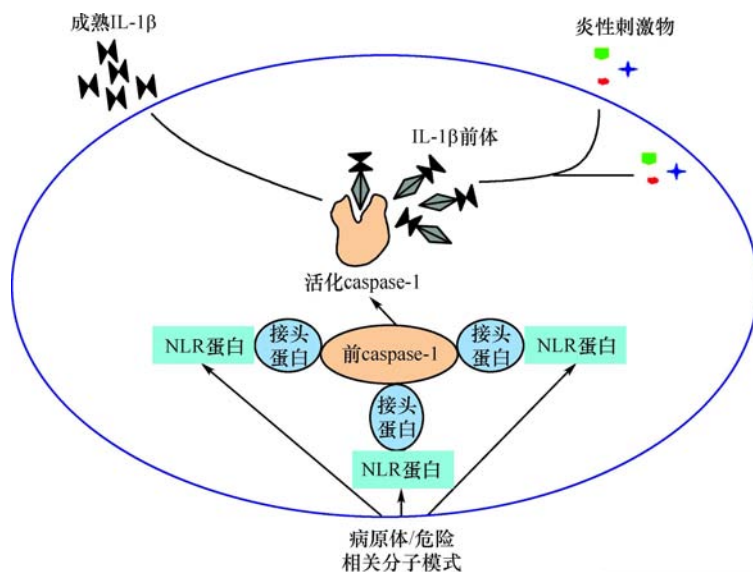 成熟IL-1β
炎性刺激物
IL-1β前体
活化caspase-1
NLR蛋白
接头
蛋白
前caspase-1
接头
蛋白
NLR蛋白
接头
蛋白
NLR蛋白
病原体/危险
相关分子模式